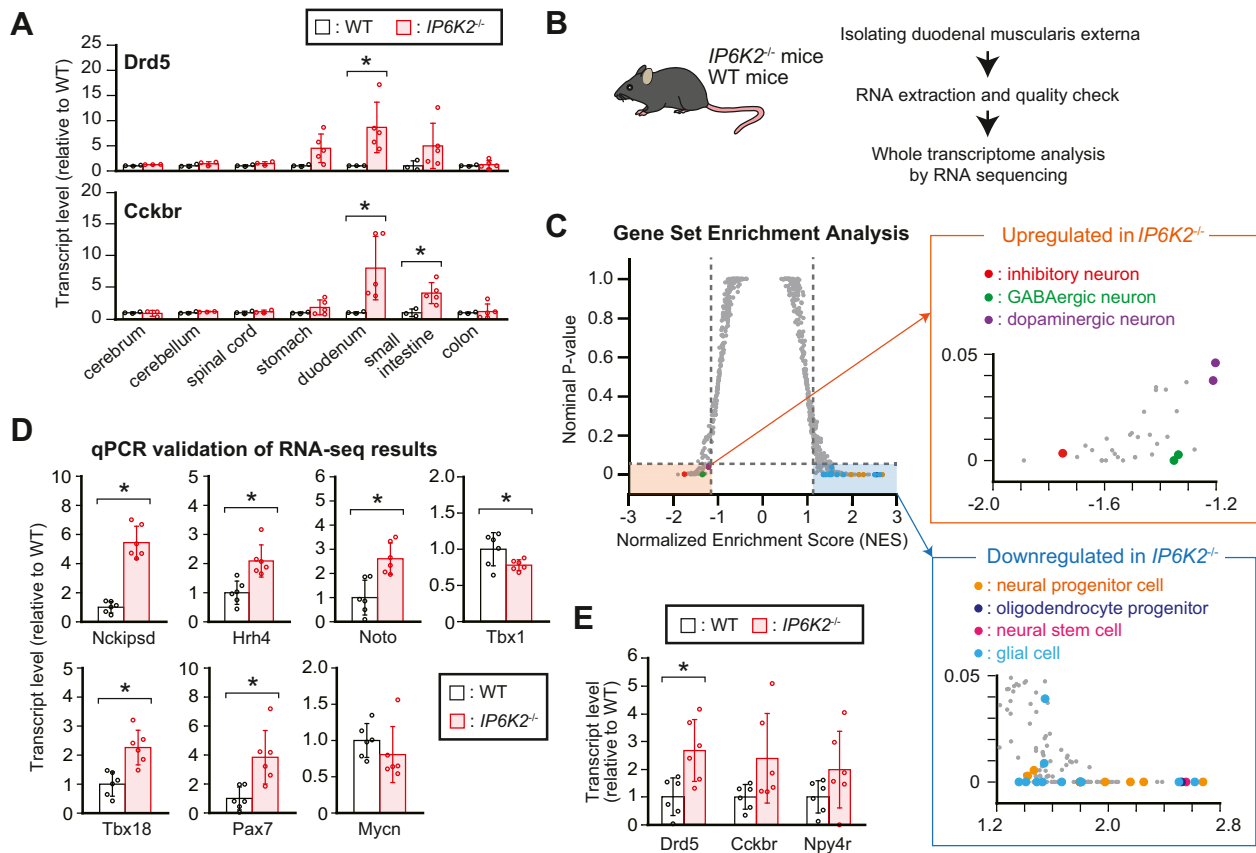 A
: WT : IP6K2-/-
Transcript level (relative to WT)
Drd5
25
20
15
10
5
0
*
Cckbr
20
15
10
5
0
*
*
cerebrum
cerebellum
spinal cord
stomach
duodenum
small
intestine
colon
B
IP6K2-/- mice
WT mice
Isolating duodenal muscularis externa
RNA extraction and quality check
Whole transcriptome analysis
by RNA sequencing
C
Gene Set Enrichment Analysis
Nominal P-value
1.0
0.8
0.6
0.4
0.2
0
-3
-2
-1
0
1
2
3
Normalized Enrichment Score (NES)
Upregulated in IP6K2-/-
: inhibitory neuron
: GABAergic neuron
: dopaminergic neuron
0.05
0
-2.0
-1.6
-1.2
Downregulated in IP6K2-/-
: neural progenitor cell
: oligodendrocyte progenitor
: neural stem cell
: glial cell
0.05
0
1.2
2.0
2.8
D
qPCR validation of RNA-seq results
Transcript level (relative to WT)
10
8
6
4
2
0
*
Nckipsd
5
4
3
2
1
0
*
Hrh4
6
5
4
3
2
1
0
*
Noto
2.0
1.5
1.0
0.5
0
*
Tbx1
5
4
3
2
1
0
*
Tbx18
8
6
4
2
0
*
Pax7
2.0
1.5
1.0
0.5
0
Mycn
: WT
: IP6K2-/-
E
: WT : IP6K2-/-
Transcript level
(relative to WT)
6
5
4
3
2
1
0
*
Drd5
Cckbr
Npy4r